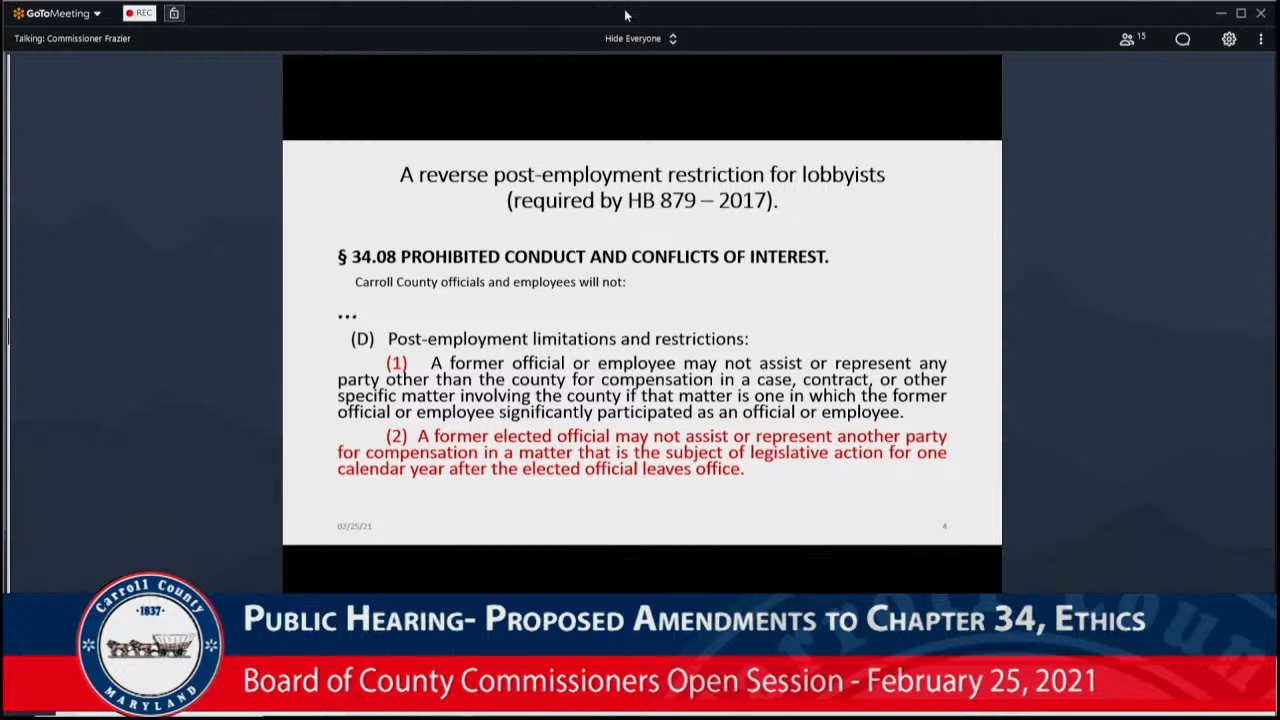 GoToMeeting
REC
Talking: Commissioner Frazier
Hide Everyone
15
A reverse post-employment restriction for lobbyists
(required by HB 879 – 2017).
§ 34.08 PROHIBITED CONDUCT AND CONFLICTS OF INTEREST.
Carroll County officials and employees will not:
...
(D) Post-employment limitations and restrictions:
(1) A former official or employee may not assist or represent any
party other than the county for compensation in a case, contract, or other
specific matter involving the county if that matter is one in which the former
official or employee significantly participated as an official or employee.
(2) A former elected official may not assist or represent another party
for compensation in a matter that is the subject of legislative action for one
calendar year after the elected official leaves office.
02/25/21
4
Carroll County
·1837·
MARYLAND
PUBLIC HEARING- PROPOSED AMENDMENTS TO CHAPTER 34, ETHICS
Board of County Commissioners Open Session - February 25, 2021